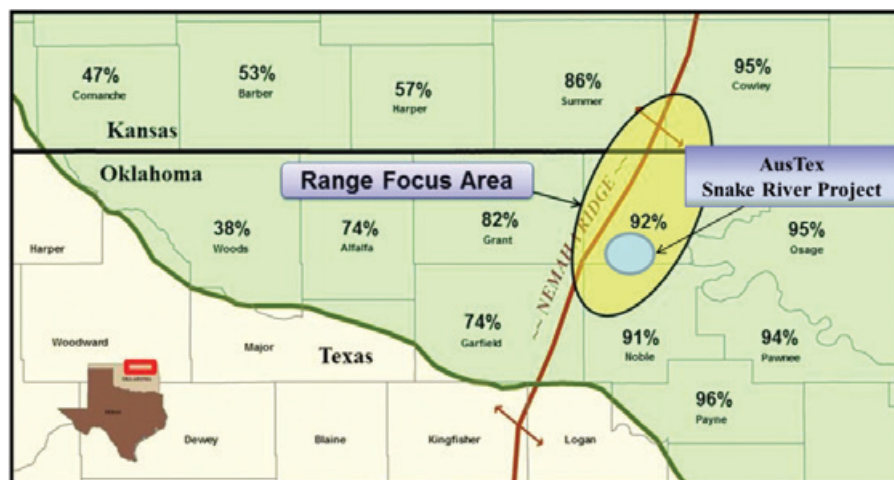 47%
Comanche
53%
Barber
57%
Harper
86%
Sumner
95%
Cowley
Kansas
Oklahoma
Range Focus Area
AusTex
Snake River Project
NEMAHA RIDGE
Harper
38%
Woods
74%
Alfalfa
82%
Grant
92%
95%
Osage
Woodward
Major
Texas
74%
Garfield
91%
Noble
94%
Pawnee
96%
Payne
Dewey
Blaine
Kingfisher
Logan